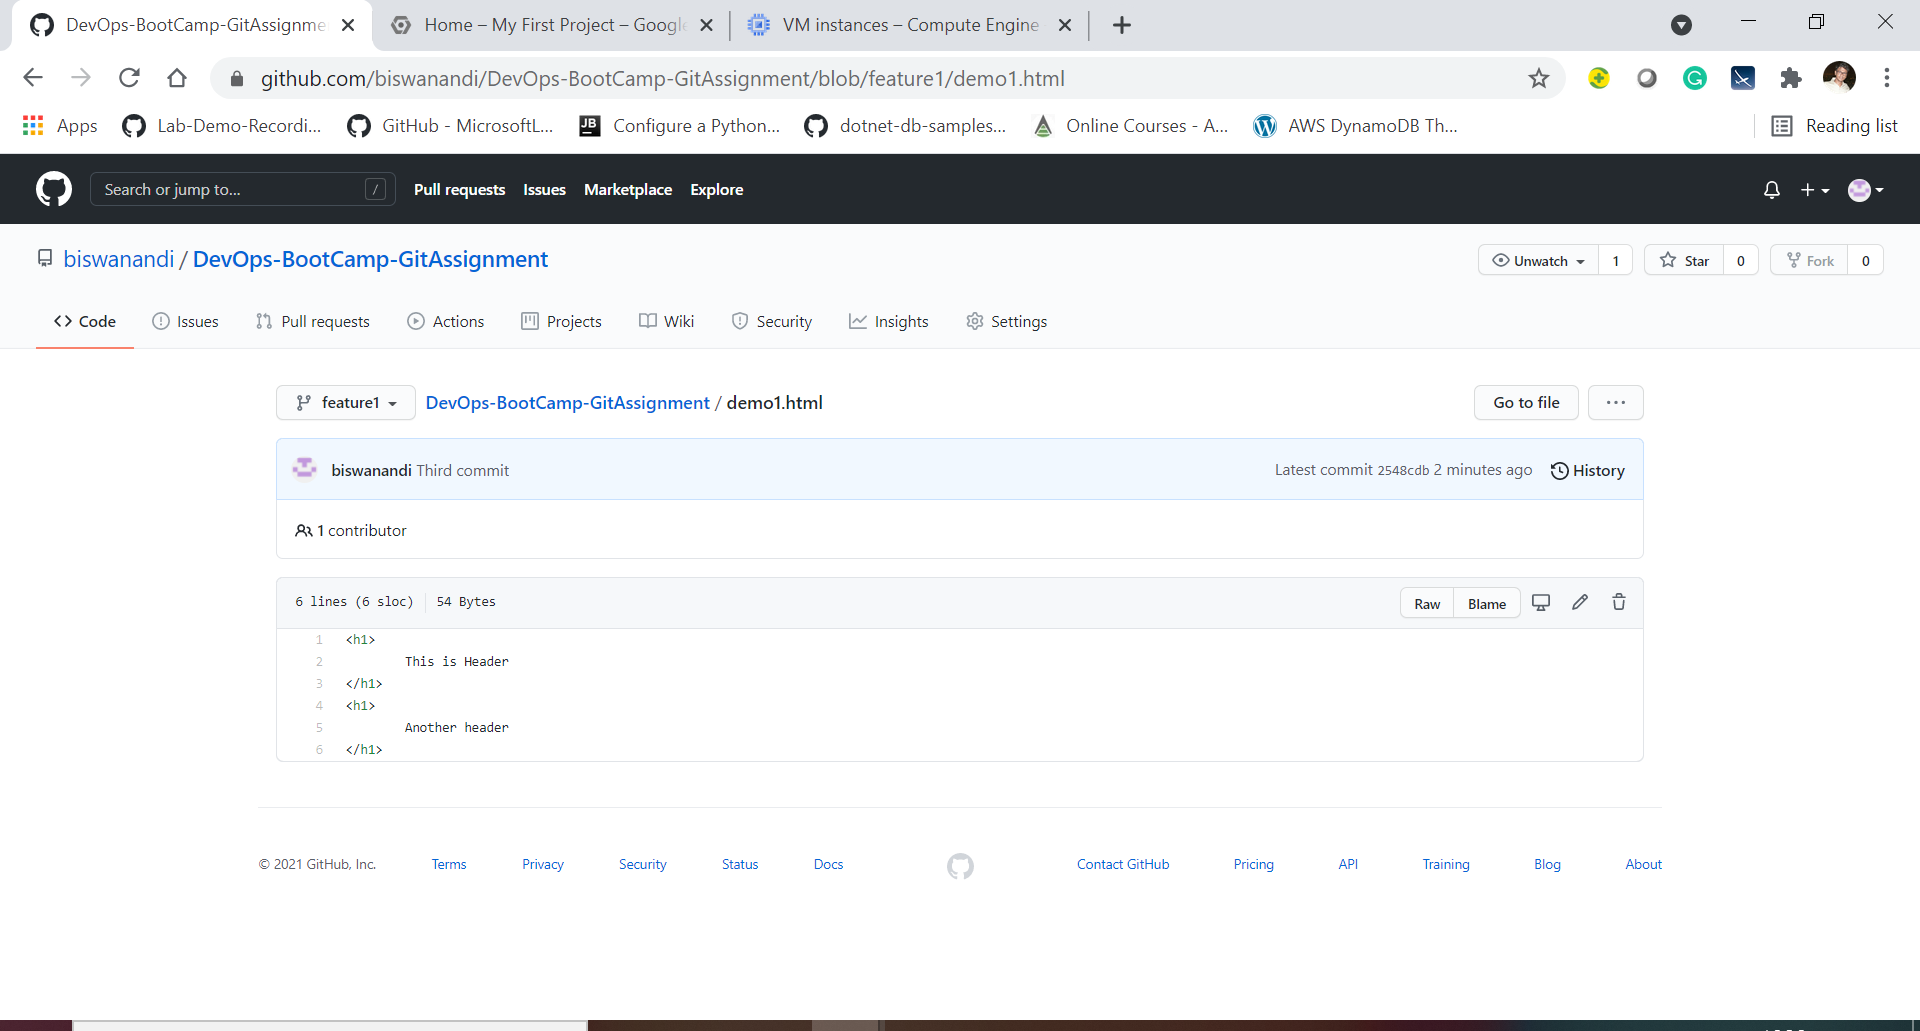 DevOps-BootCamp-GitAssignme
Home – My First Project – Google
VM instances – Compute Engine
github.com/biswanandi/DevOps-BootCamp-GitAssignment/blob/feature1/demo1.html
Apps
Lab-Demo-Recordi...
GitHub - MicrosoftL...
JB
Configure a Python...
dotnet-db-samples...
Online Courses - A...
AWS DynamoDB Th...
Reading list
Search or jump to...
/
Pull requests
Issues
Marketplace
Explore
biswanandi / DevOps-BootCamp-GitAssignment
Unwatch 1
Star 0
Fork 0
Code
Issues
Pull requests
Actions
Projects
Wiki
Security
Insights
Settings
feature1
DevOps-BootCamp-GitAssignment / demo1.html
Go to file
...
biswanandi Third commit
Latest commit 2548cdb 2 minutes ago
History
1 contributor
6 lines (6 sloc)
54 Bytes
Raw
Blame
1 <h1>
2 This is Header
3 </h1>
4 <h1>
5 Another header
6 </h1>
© 2021 GitHub, Inc.
Terms
Privacy
Security
Status
Docs
Contact GitHub
Pricing
API
Training
Blog
About